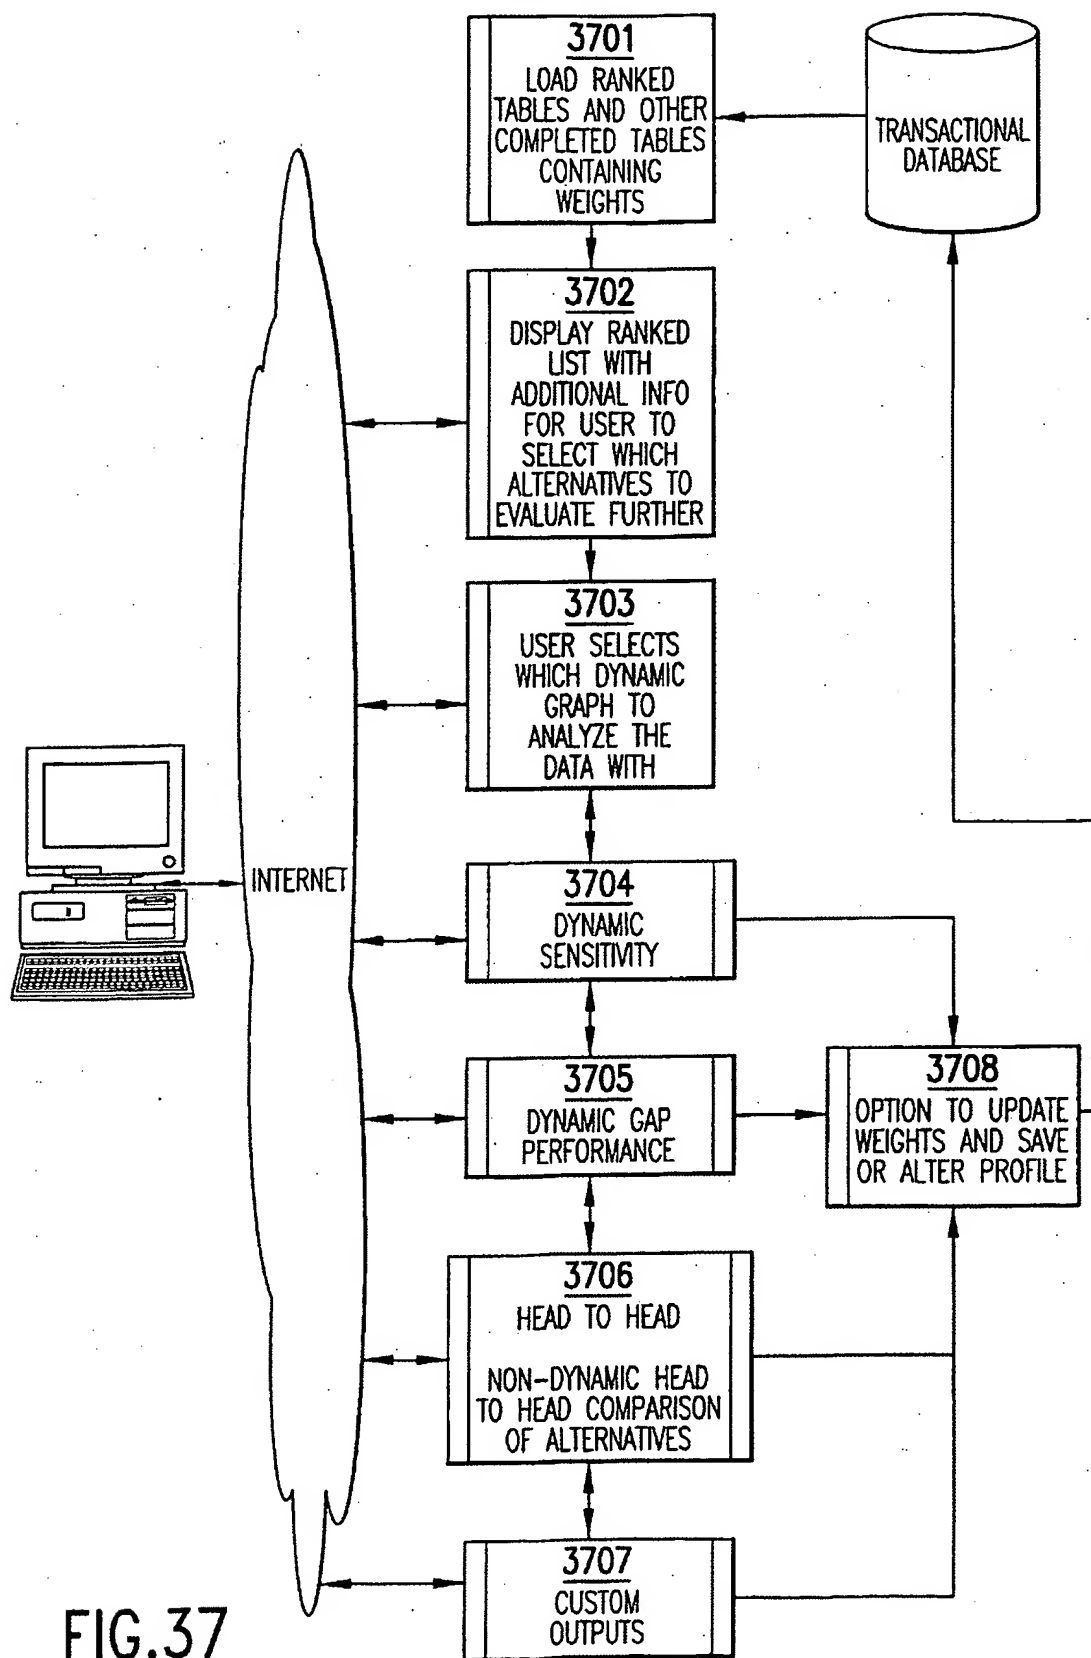 3701
LOAD RANKED
TABLES AND OTHER
COMPLETED TABLES
CONTAINING
WEIGHTS
TRANSACTIONAL
DATABASE
3702
DISPLAY RANKED
LIST WITH
ADDITIONAL INFO
FOR USER TO
SELECT WHICH
ALTERNATIVES TO
EVALUATE FURTHER
3703
USER SELECTS
WHICH DYNAMIC
GRAPH TO
ANALYZE THE
DATA WITH
INTERNET
3704
DYNAMIC
SENSITIVITY
3705
DYNAMIC GAP
PERFORMANCE
3708
OPTION TO UPDATE
WEIGHTS AND SAVE
OR ALTER PROFILE
3706
HEAD TO HEAD
NON-DYNAMIC HEAD
TO HEAD COMPARISON
OF ALTERNATIVES
3707
CUSTOM
OUTPUTS
FIG.37